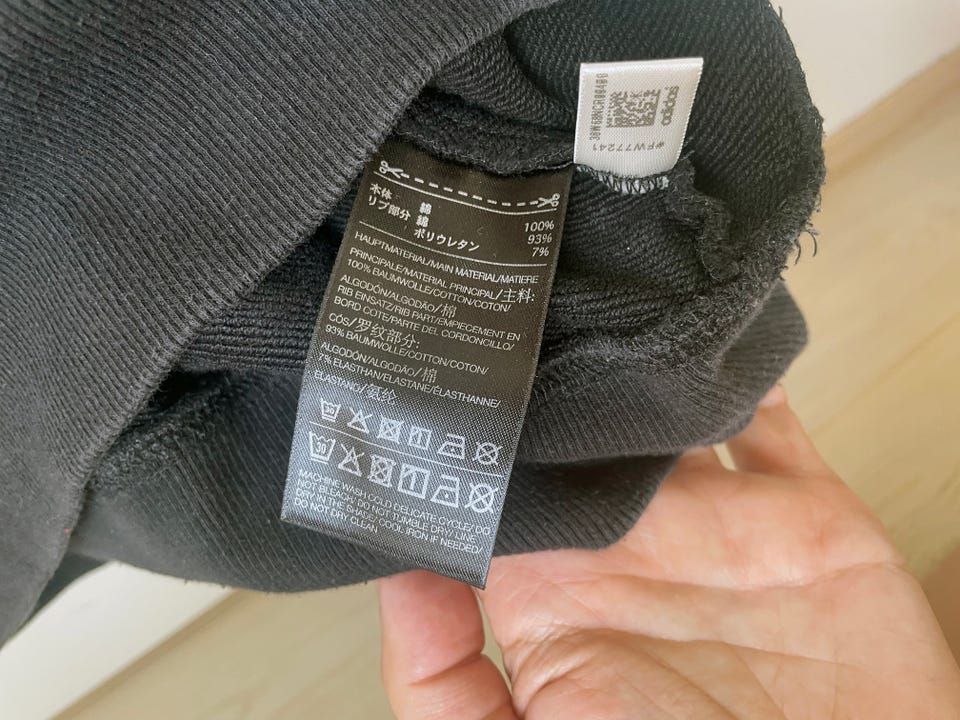 本体 綿 100%
リブ部分 綿 93%
ポリウレタン 7%
HAUPTMATERIAL/MAIN MATERIAL/MATIERE
PRINCIPALE/MATERIAL PRINCIPAL/主料:
100% BAUMWOLLE/COTTON/COTON/
ALGODÓN/ALGODÃO/棉
RIB EINSATZ/RIB PART/EMPIECEMENT EN
BORD COTE/PARTE DEL CORDONCILLO/
CÓS/罗纹部分:
93% BAUMWOLLE/COTTON/COTON/
ALGODÓN/ALGODÃO/棉
7% ELASTHAN/ELASTANE/ÉLASTHANNE/
ELASTANO/氨纶
30
30
MACHINE WASH COLD DELICATE CYCLE/ DO
NOT BLEACH/ DO NOT TUMBLE DRY/ LINE
DRY IN THE SHADE/ COOL IRON IF NEEDED/
DO NOT DRY CLEAN
adidas
#FW77241